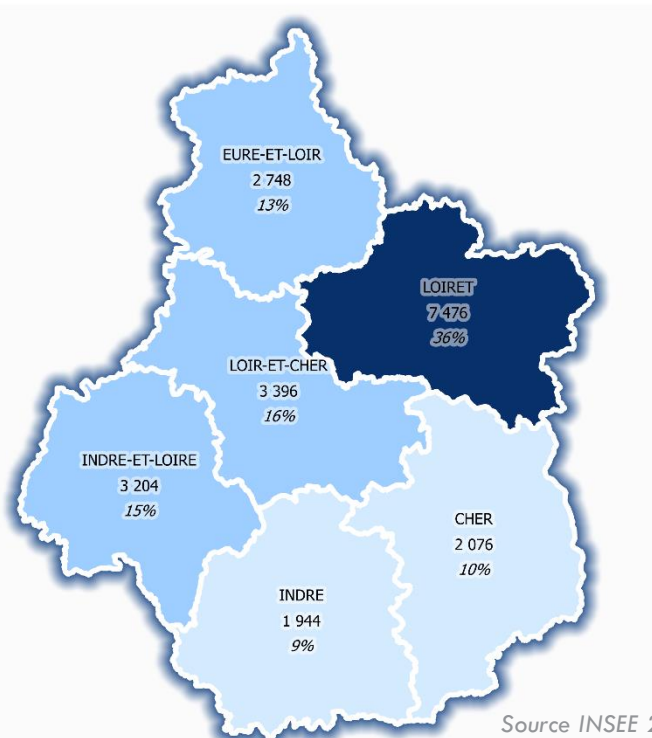 EURE-ET-LOIR
2 748
13%
LOIRET
7 476
36%
LOIR-ET-CHER
3 396
16%
INDRE-ET-LOIRE
3 204
15%
CHER
2 076
10%
INDRE
1 944
9%
Source INSEE 2